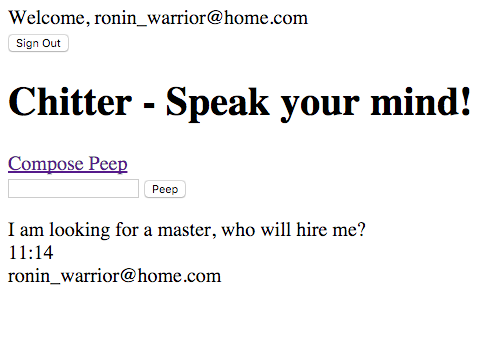 Welcome, ronin_warrior@home.com
Sign Out
Chitter - Speak your mind!
Compose Peep
Peep
I am looking for a master, who will hire me?
11:14
ronin_warrior@home.com